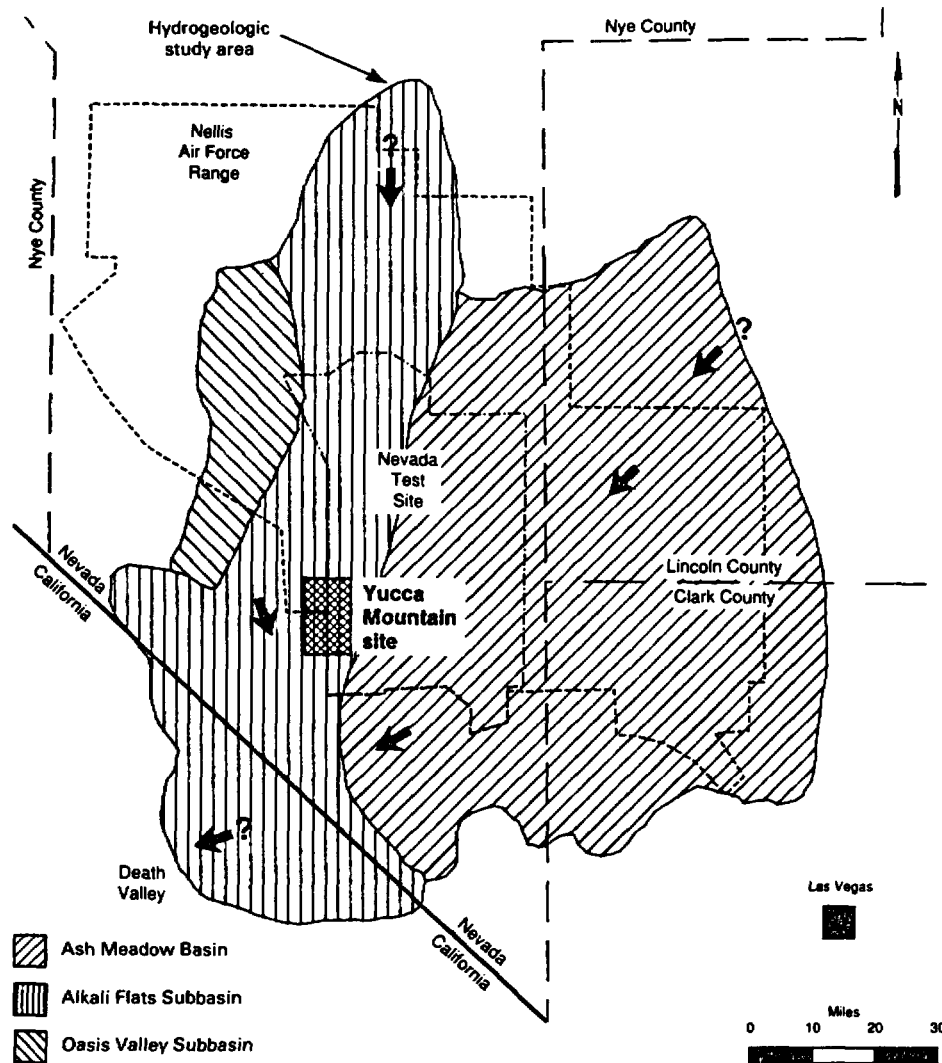 Hydrogeologic
study area
Nye County
N
Nellis
Air Force
Range
?
Nye County
?
Nevada
Test
Site
Lincoln County
Clark County
Nevada
California
Yucca
Mountain
site
?
Death
Valley
Las Vegas
Nevada
California
Ash Meadow Basin
Alkali Flats Subbasin
Oasis Valley Subbasin
Miles
0 10 20 30